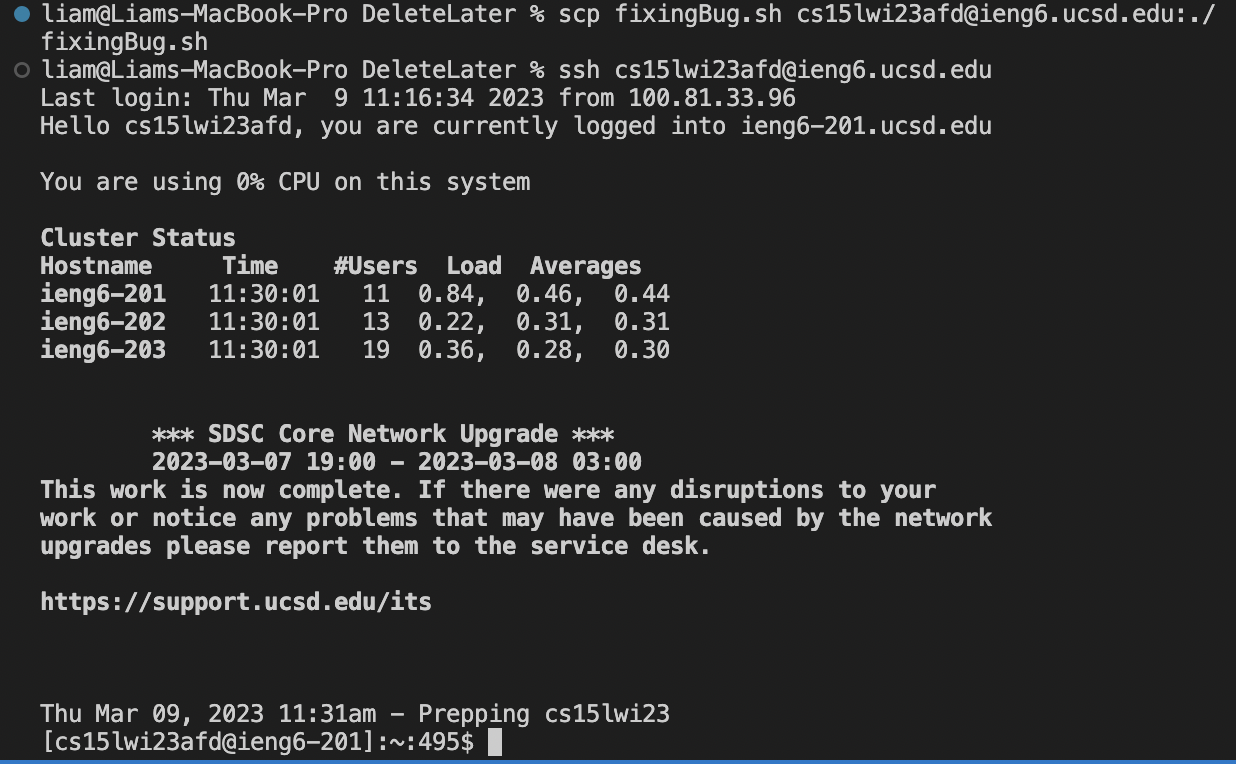 liam@Liams-MacBook-Pro DeleteLater % scp fixingBug.sh cs15lwi23afd@ieng6.ucsd.edu:./
fixingBug.sh
liam@Liams-MacBook-Pro DeleteLater % ssh cs15lwi23afd@ieng6.ucsd.edu
Last login: Thu Mar  9 11:16:34 2023 from 100.81.33.96
Hello cs15lwi23afd, you are currently logged into ieng6-201.ucsd.edu

You are using 0% CPU on this system

Cluster Status
Hostname     Time    #Users  Load  Averages
ieng6-201   11:30:01   11  0.84,  0.46,  0.44
ieng6-202   11:30:01   13  0.22,  0.31,  0.31
ieng6-203   11:30:01   19  0.36,  0.28,  0.30

        *** SDSC Core Network Upgrade ***
        2023-03-07 19:00 - 2023-03-08 03:00
This work is now complete. If there were any disruptions to your
work or notice any problems that may have been caused by the network
upgrades please report them to the service desk.

https://support.ucsd.edu/its

Thu Mar 09, 2023 11:31am - Prepping cs15lwi23
[cs15lwi23afd@ieng6-201]:~:495$